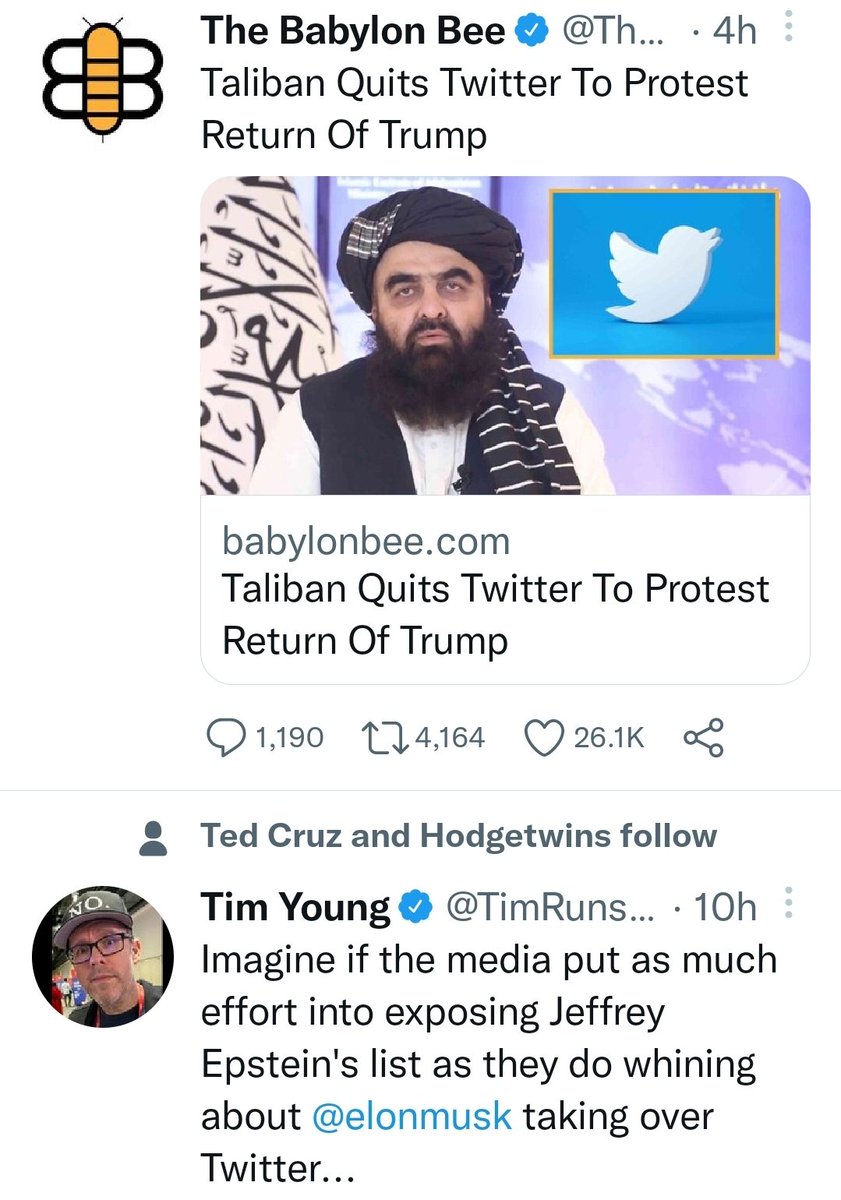 The Babylon Bee @Th... · 4h
Taliban Quits Twitter To Protest
Return Of Trump
babylonbee.com
Taliban Quits Twitter To Protest
Return Of Trump
1,190 4,164 26.1K
Ted Cruz and Hodgetwins follow
NO.
Tim Young @TimRuns... · 10h
Imagine if the media put as much
effort into exposing Jeffrey
Epstein's list as they do whining
about @elonmusk taking over
Twitter...